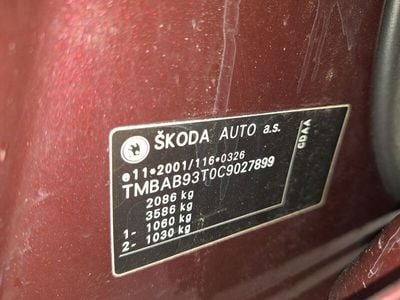 ŠKODA AUTO a.s.
e11*2001/116*0326
TMBAB93T0C9027899
2086 kg
3586 kg
1- 1060 kg
2- 1030 kg
CDAA